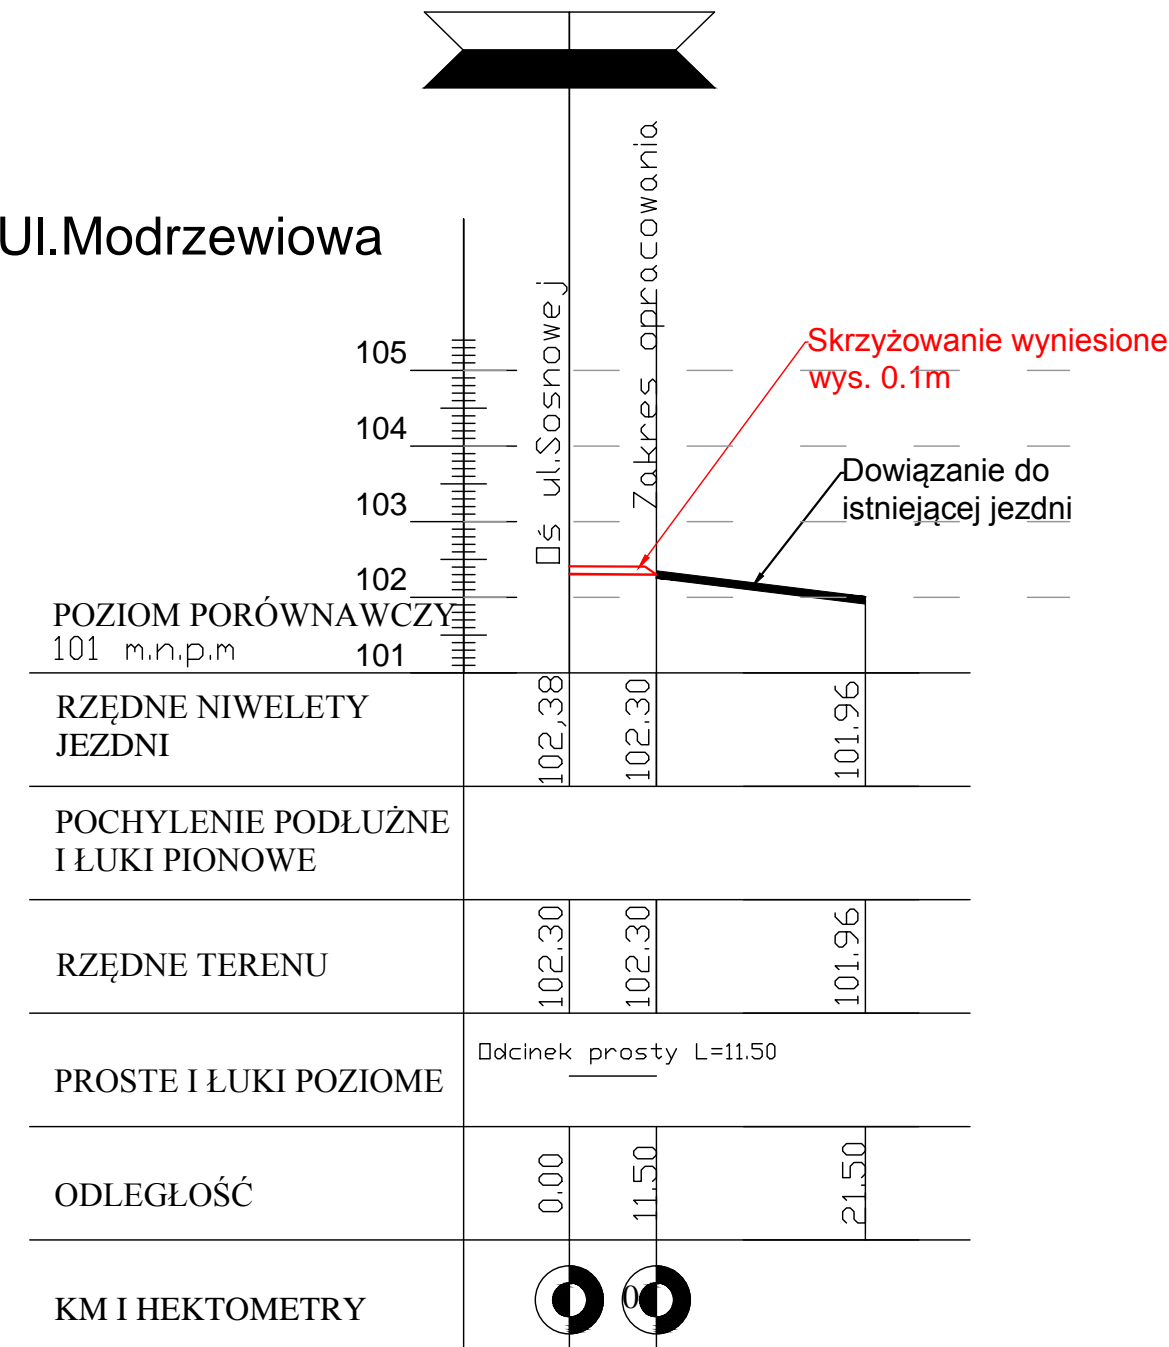 Ul.Modrzewiowa
Oś ul.Sosnowej
Zakres opracowania
Skrzyżowanie wyniesione
wys. 0.1m
Dowiązanie do
istniejącej jezdni
105
104
103
102
101
POZIOM PORÓWNAWCZY
101 m.n.p.m
RZĘDNE NIWELETY
JEZDNI
102,38
102.30
101.96
POCHYLENIE PODŁUŻNE
I ŁUKI PIONOWE
RZĘDNE TERENU
102.30
102.30
101.96
PROSTE I ŁUKI POZIOME
Odcinek prosty L=11.50
ODLEGŁOŚĆ
0.00
11.50
21.50
KM I HEKTOMETRY
0